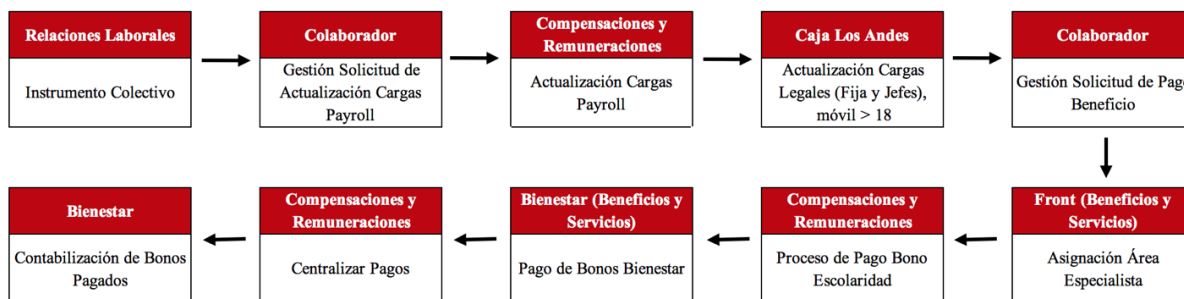 Relaciones Laborales
Instrumento Colectivo
Colaborador
Gestión Solicitud de
Actualización Cargas
Payroll
Compensaciones y
Remuneraciones
Actualización Cargas
Payroll
Caja Los Andes
Actualización Cargas
Legales (Fija y Jefes),
móvil > 18
Colaborador
Gestión Solicitud de Pago
Beneficio
Front (Beneficios y
Servicios)
Asignación Área
Especialista
Compensaciones y
Remuneraciones
Proceso de Pago Bono
Escolaridad
Bienestar (Beneficios y
Servicios)
Pago de Bonos Bienestar
Compensaciones y
Remuneraciones
Centralizar Pagos
Bienestar
Contabilización de Bonos
Pagados